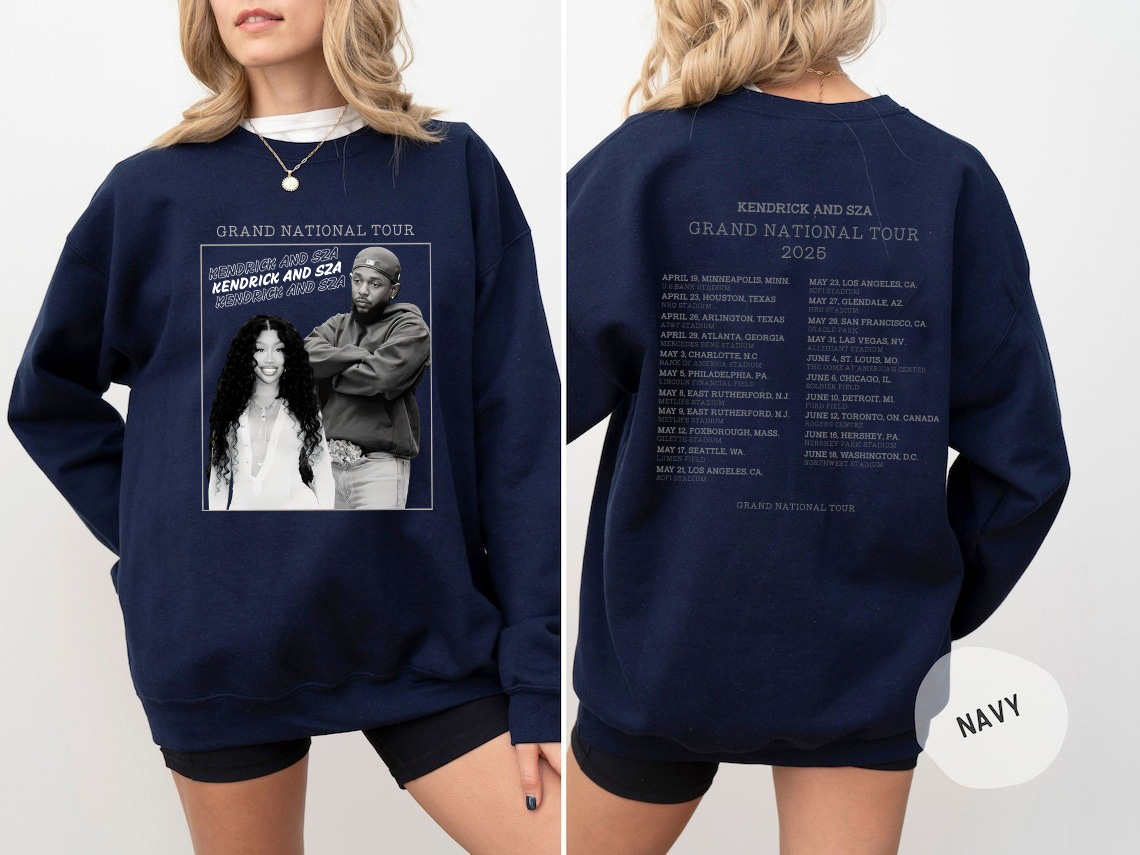 GRAND NATIONAL TOUR
KENDRICK AND SZA
KENDRICK AND SZA
KENDRICK AND SZA
KENDRICK AND SZA
GRAND NATIONAL TOUR
2025
APRIL 19, MINNEAPOLIS, MINN.
U.S BANK STADIUM
APRIL 23, HOUSTON, TEXAS
NRG STADIUM
APRIL 26, ARLINGTON, TEXAS
AT&T STADIUM
APRIL 29, ATLANTA, GEORGIA
MERCEDES BENZ STADIUM
MAY 3, CHARLOTTE, N.C
BANK OF AMERICA STADIUM
MAY 5, PHILADELPHIA, PA.
LINCOLN FINANCIAL FIELD
MAY 8, EAST RUTHERFORD, N.J.
METLIFE STADIUM
MAY 9, EAST RUTHERFORD, N.J.
METLIFE STADIUM
MAY 12, FOXBOROUGH, MASS.
GILETTE STADIUM
MAY 17, SEATTLE, WA.
LUMEN FIELD
MAY 21, LOS ANGELES, CA.
SOFI STADIUM
MAY 23, LOS ANGELES, CA.
SOFI STADIUM
MAY 27, GLENDALE, AZ.
NRG STADIUM
MAY 29, SAN FRANCISCO, CA.
ORACLE PARK
MAY 31, LAS VEGAS, NV.
ALLEGIANT STADIUM
JUNE 4, ST. LOUIS, MO.
THE DOME AT AMERICA'S CENTER
JUNE 6, CHICAGO, IL.
SOLDIER FIELD
JUNE 10, DETROIT, MI.
FORD FIELD
JUNE 12, TORONTO, ON, CANADA
ROGERS CENTRE
JUNE 16, HERSHEY, PA.
HERSHEY PARK STADIUM
JUNE 18, WASHINGTON, D.C.
NORTHWEST STADIUM
GRAND NATIONAL TOUR
NAVY